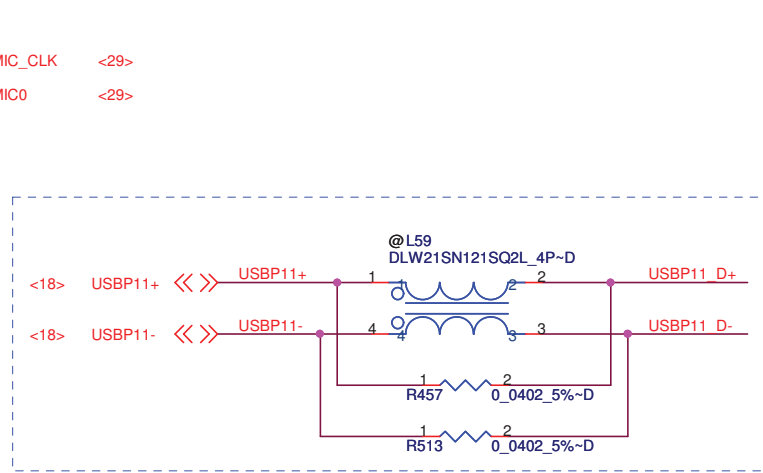 MIC_CLK <29>
MIC0 <29>
@L59
DLW21SN121SQ2L_4P~D
<18> USBP11+ USBP11+ 1 1 2 2 USBP11_D+
<18> USBP11- USBP11- 4 4 3 3 USBP11_D-
1 2
R457 0_0402_5%~D
1 2
R513 0_0402_5%~D